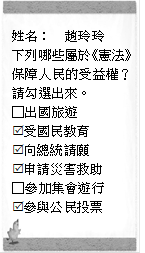 姓名：　趙玲玲
下列哪些屬於《憲法》
保障人民的受益權？
請勾選出來。
□出國旅遊
☑受國民教育
☑向總統請願
☑申請災害救助
□參加集會遊行
☑參與公民投票